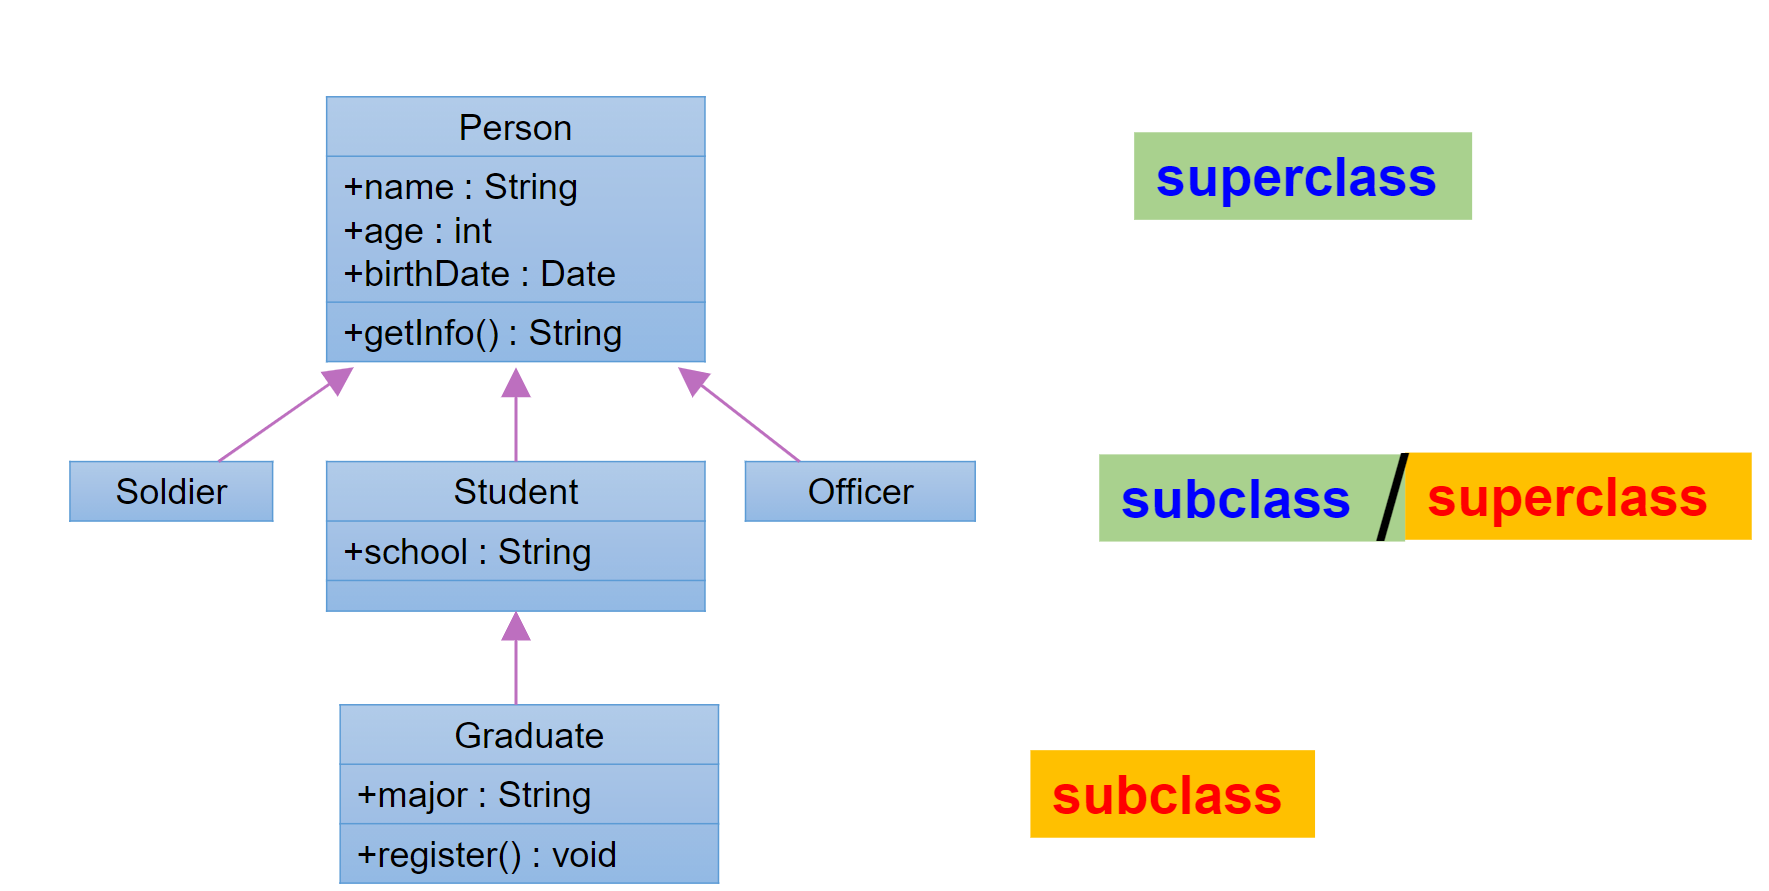 Person
+name : String
+age : int
+birthDate : Date
+getInfo() : String
superclass
Soldier
Student
+school : String
Officer
subclass / superclass
Graduate
+major : String
+register() : void
subclass